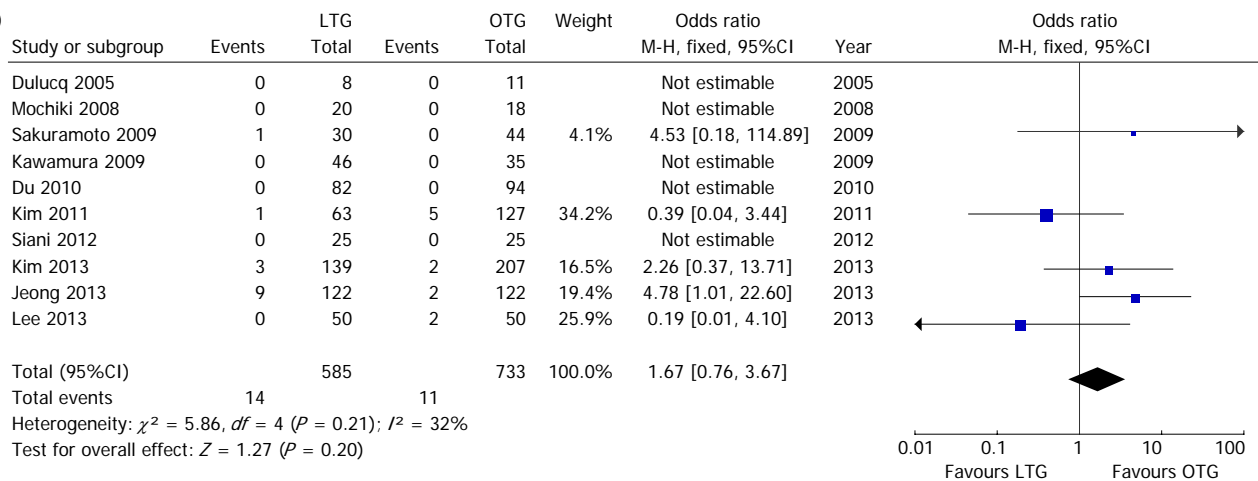 )
LTG OTG Weight Odds ratio Odds ratio
Study or subgroup Events Total Events Total M-H, fixed, 95%CI Year M-H, fixed, 95%CI
Dulucq 2005 0 8 0 11 Not estimable 2005
Mochiki 2008 0 20 0 18 Not estimable 2008
Sakuramoto 2009 1 30 0 44 4.1% 4.53 [0.18, 114.89] 2009
Kawamura 2009 0 46 0 35 Not estimable 2009
Du 2010 0 82 0 94 Not estimable 2010
Kim 2011 1 63 5 127 34.2% 0.39 [0.04, 3.44] 2011
Siani 2012 0 25 0 25 Not estimable 2012
Kim 2013 3 139 2 207 16.5% 2.26 [0.37, 13.71] 2013
Jeong 2013 9 122 2 122 19.4% 4.78 [1.01, 22.60] 2013
Lee 2013 0 50 2 50 25.9% 0.19 [0.01, 4.10] 2013
Total (95%CI) 585 733 100.0% 1.67 [0.76, 3.67]
Total events 14 11
Heterogeneity: χ² = 5.86, df = 4 (P = 0.21); I² = 32%
Test for overall effect: Z = 1.27 (P = 0.20)
0.01 0.1 1 10 100
Favours LTG Favours OTG